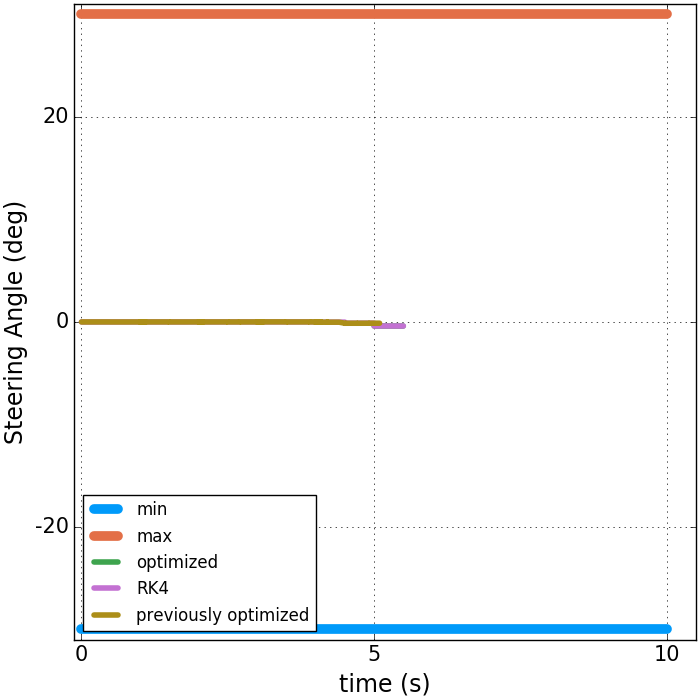 20
0
-20
Steering Angle (deg)
min
max
optimized
RK4
previously optimized
0 5 10
time (s)